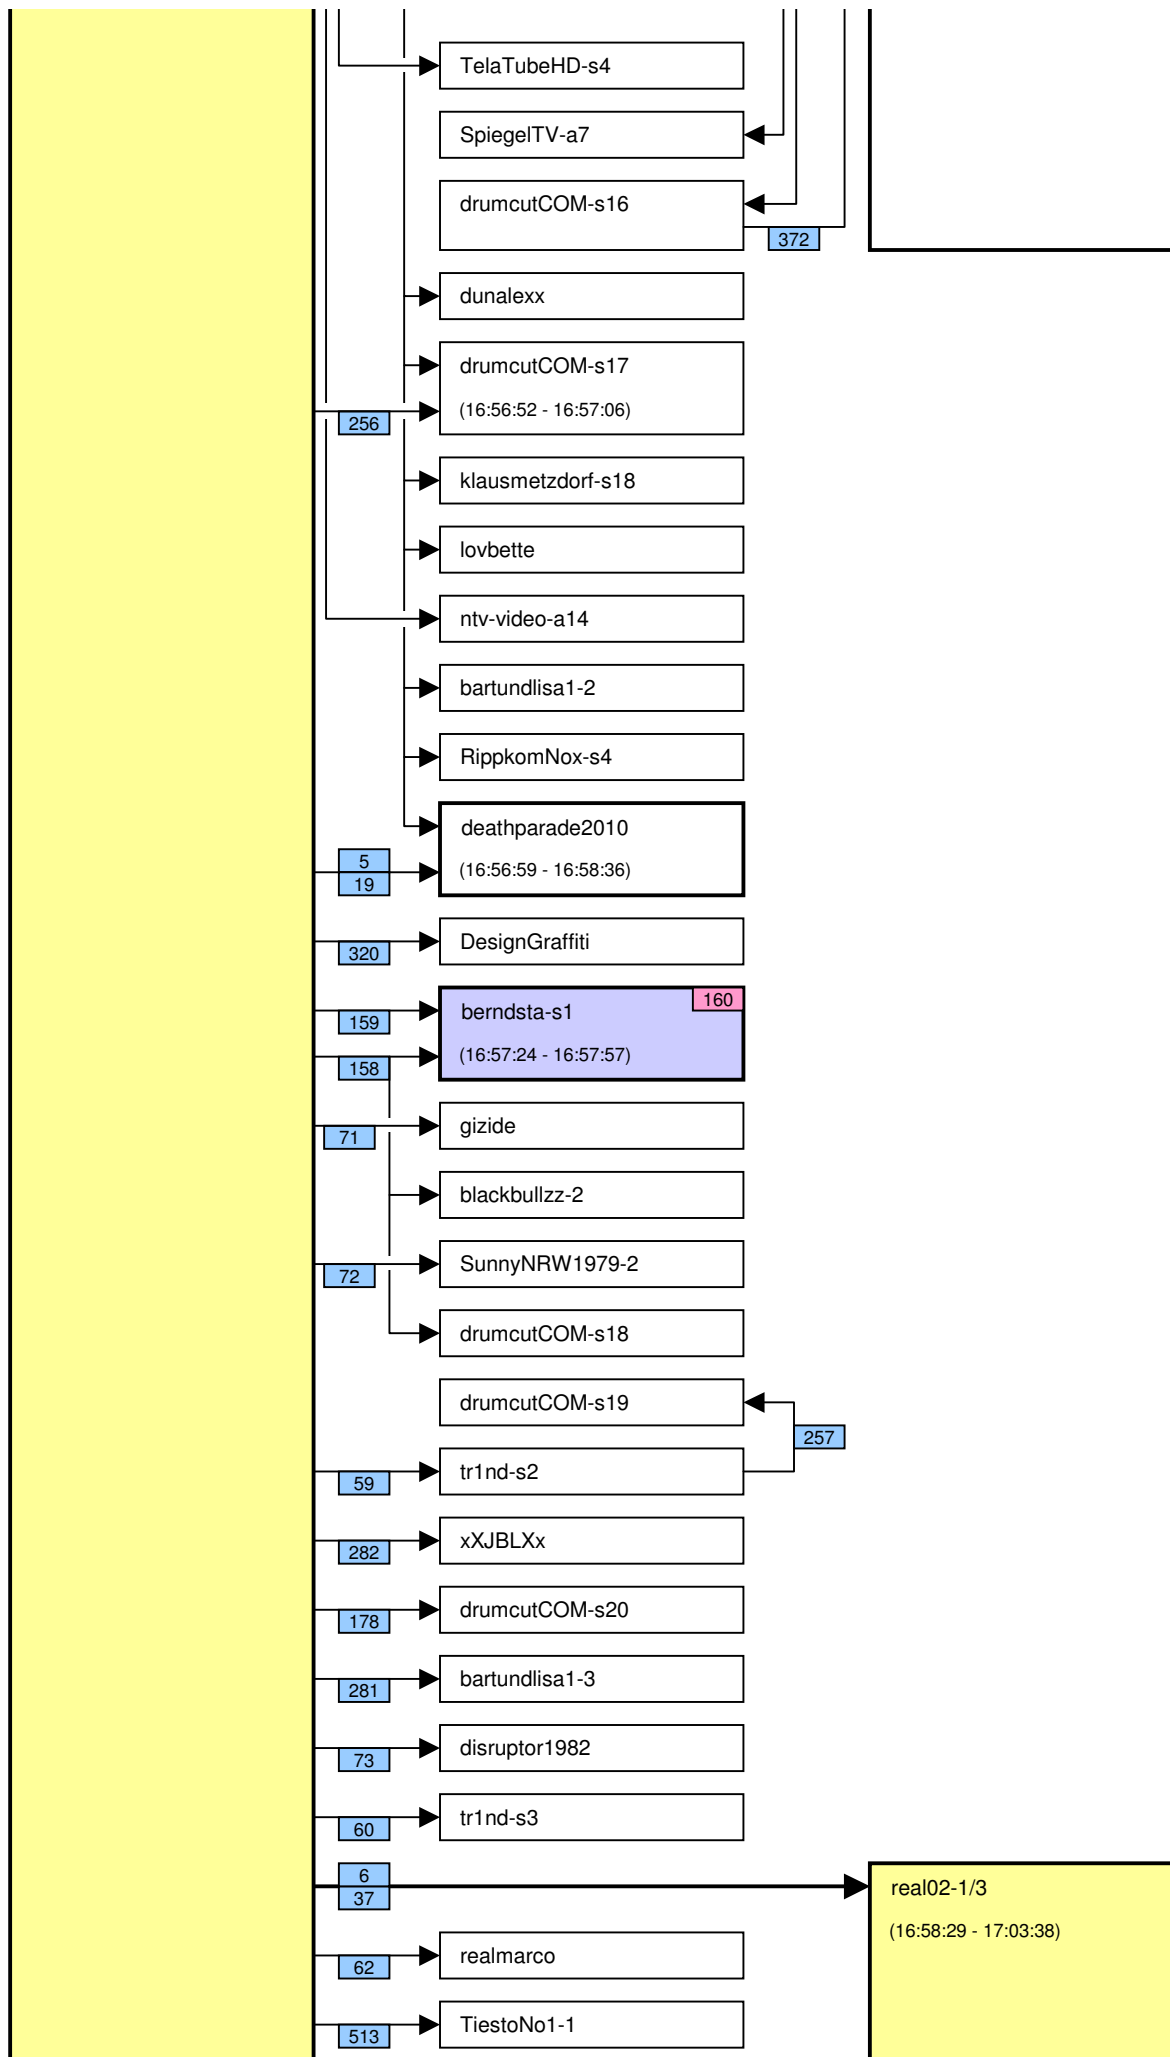 TelaTubeHD-s4
SpiegelTV-a7
drumcutCOM-s16
372
dunalexx
drumcutCOM-s17
(16:56:52 - 16:57:06)
256
klausmetzdorf-s18
lovbette
ntv-video-a14
bartundlisa1-2
RippkomNox-s4
deathparade2010
5
(16:56:59 - 16:58:36)
19
DesignGraffiti
320
160
berndsta-s1
159
(16:57:24 - 16:57:57)
158
gizide
71
blackbullzz-2
SunnyNRW1979-2
72
drumcutCOM-s18
drumcutCOM-s19
257
tr1nd-s2
59
xXJBLXx
282
drumcutCOM-s20
178
bartundlisa1-3
281
disruptor1982
73
tr1nd-s3
60
6
real02-1/3
37
(16:58:29 - 17:03:38)
realmarco
62
TiestoNo1-1
513